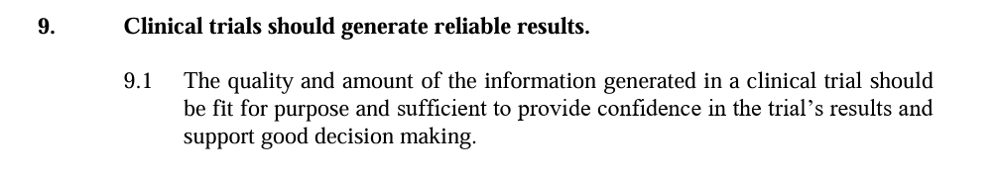 9. Clinical trials should generate reliable results.
9.1 The quality and amount of the information generated in a clinical trial should
be fit for purpose and sufficient to provide confidence in the trial’s results and
support good decision making.